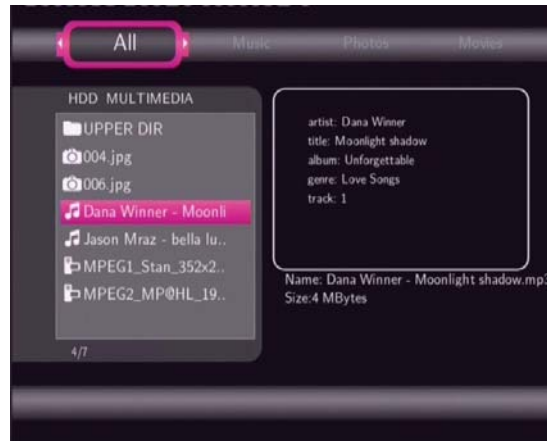 All Music Photos Movies
HDD MULTIMEDIA
UPPER DIR
004.jpg
006.jpg
Dana Winner - Moonli
Jason Mraz - bella lu..
MPEG1_Stan_352x2..
MPEG2_MP@HL_19..
4/7
artist: Dana Winner
title: Moonlight shadow
album: Unforgettable
genre: Love Songs
track: 1
Name: Dana Winner - Moonlight shadow.mp3
Size:4 MBytes